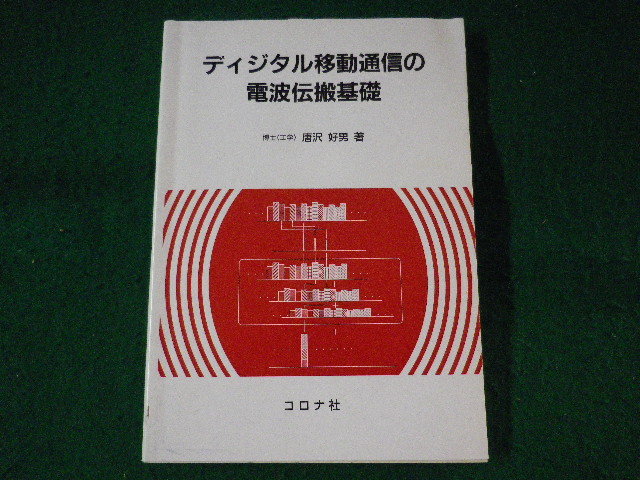 ディジタル移動通信の
電波伝搬基礎
博士(工学) 唐沢 好男 著
コロナ社